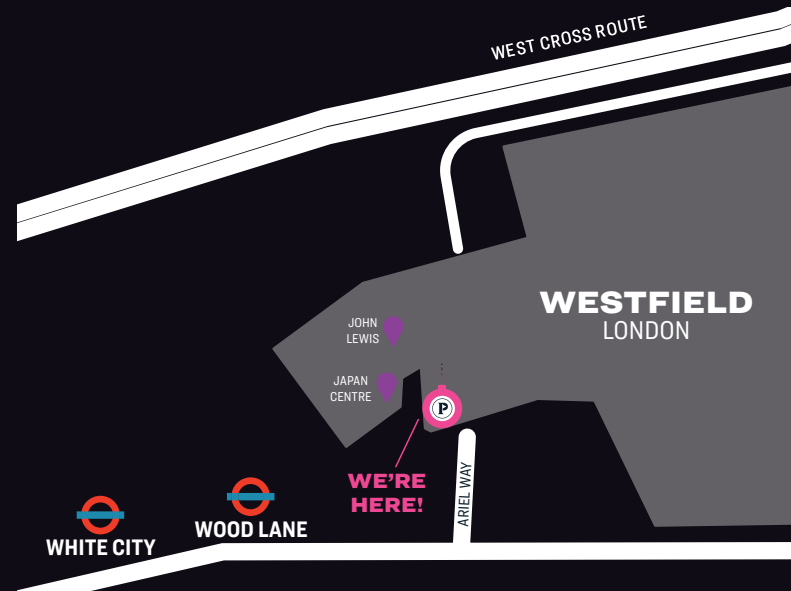 WEST CROSS ROUTE
WESTFIELD
LONDON
JOHN
LEWIS
JAPAN
CENTRE
P
WE'RE
HERE!
ARIEL WAY
WOOD LANE
WHITE CITY